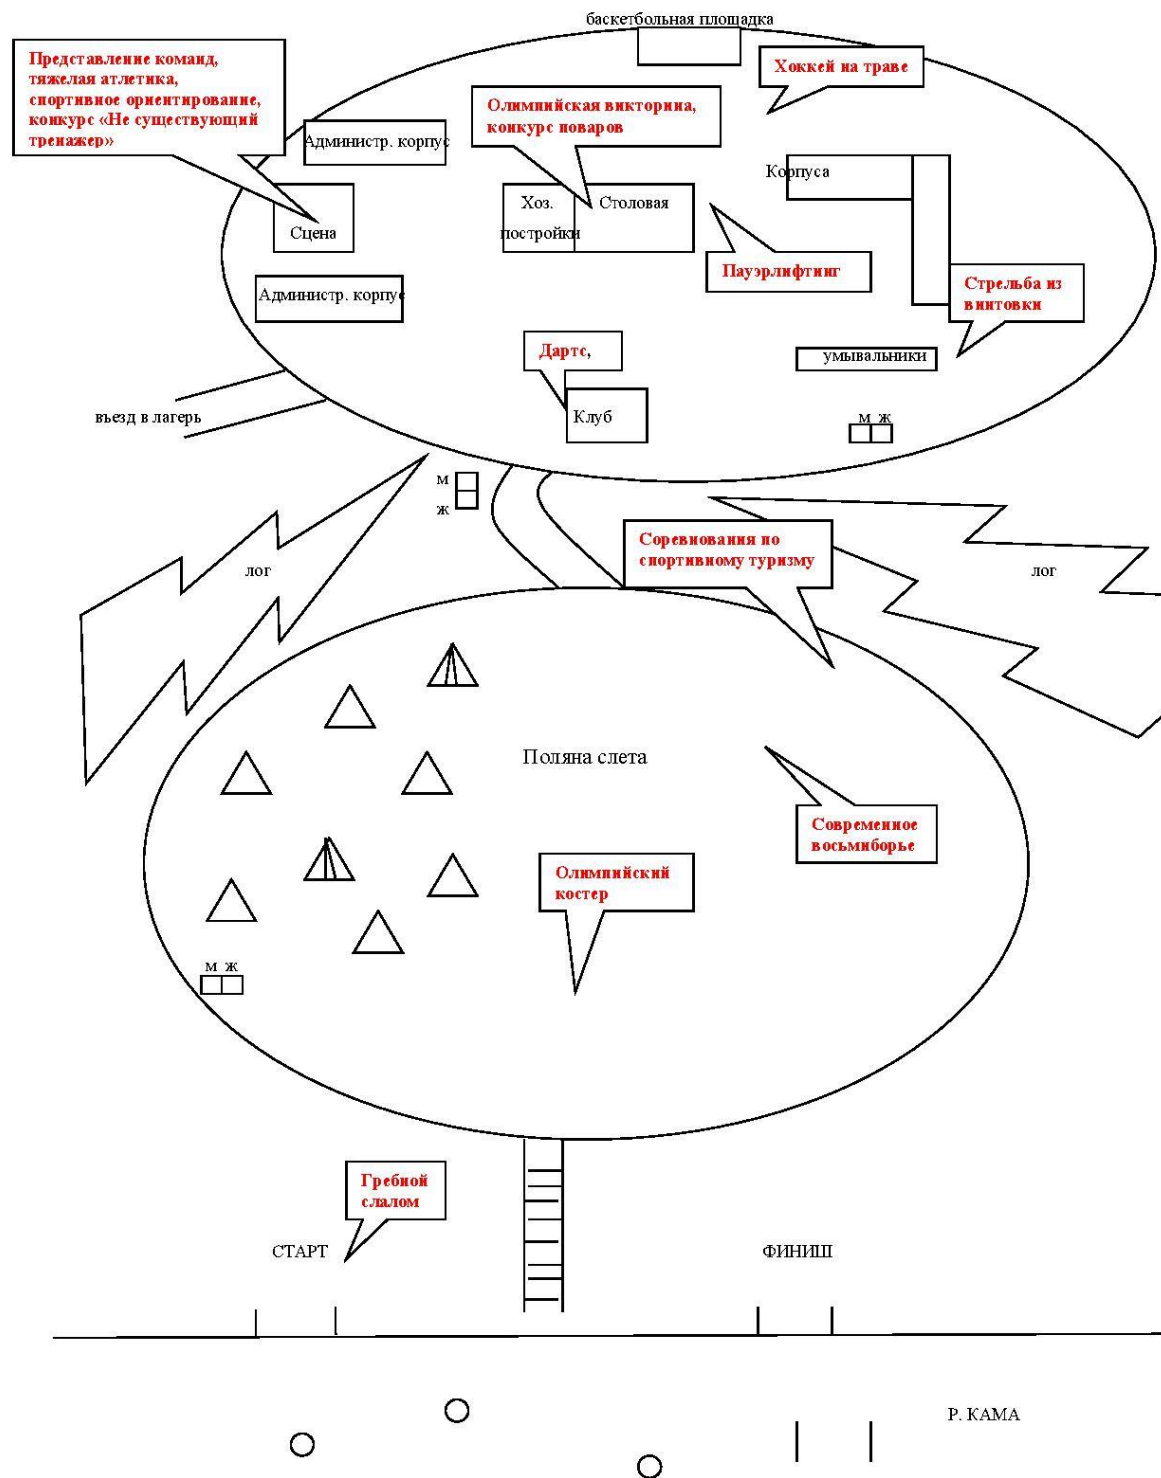 баскетбольная площадка
Представление команд,
тяжелая атлетика,
спортивное ориентирование,
конкурс «Не существующий
тренажер»
Хоккей на траве
Олимпийская викторина,
конкурс поваров
Администр. корпус
Корпуса
Хоз.
постройки
Столовая
Сцена
Пауэрлифтинг
Стрельба из
винтовки
Администр. корпус
Дартс,
умывальники
въезд в лагерь
Клуб
м ж
м
ж
Соревнования по
спортивному туризму
лог
лог
Поляна слета
Современное
восьмиборье
Олимпийский
костер
м ж
Гребной
слалом
СТАРТ
ФИНИШ
Р. КАМА